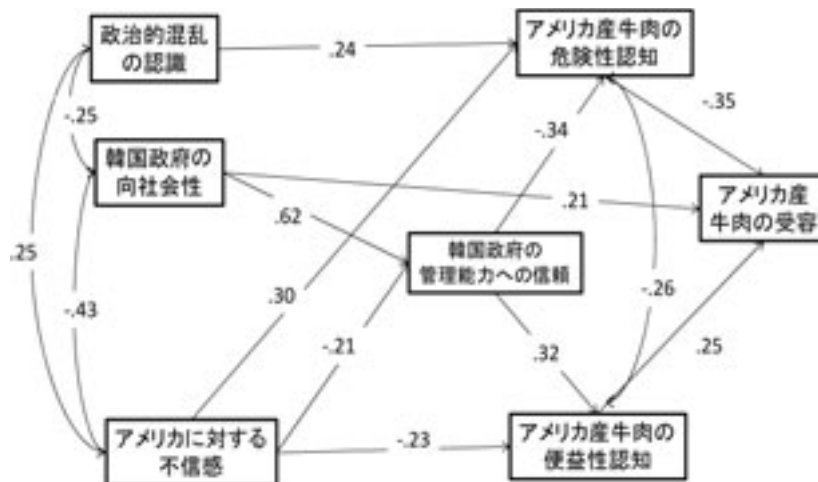 政治的混乱
の認識
.24
アメリカ産牛肉の
危険性認知
-.25
-.35
-.34
韓国政府の
向社会性
.21
アメリカ産
牛肉の受容
.62
韓国政府の
管理能力への信頼
.25
.30
-.26
-.43
-.21
.32
.25
アメリカに対する
不信感
-.23
アメリカ産牛肉の
便益性認知